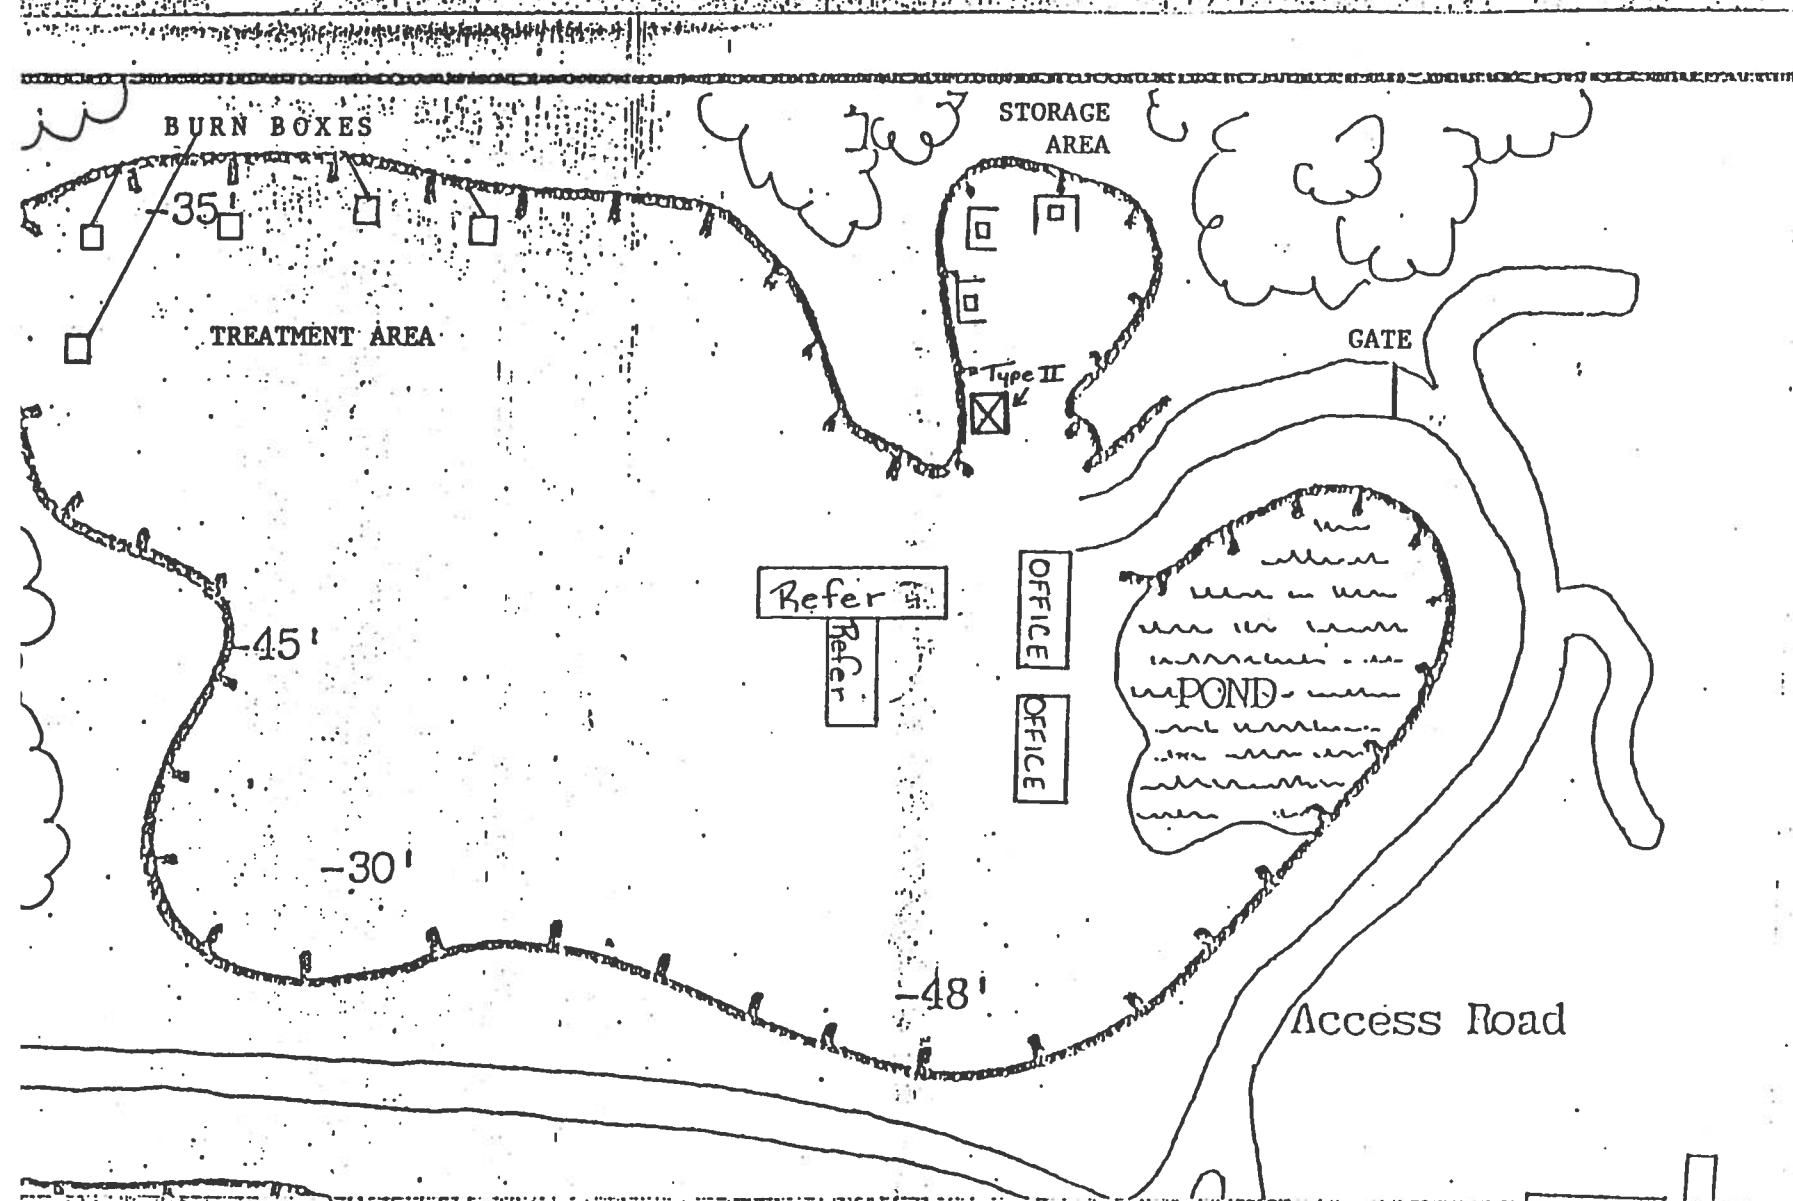 BURN BOXES
STORAGE
AREA
-35'
TREATMENT AREA
GATE
Type II
Refer
Refer
OFFICE
OFFICE
-45'
POND
-30'
-48'
Access Road